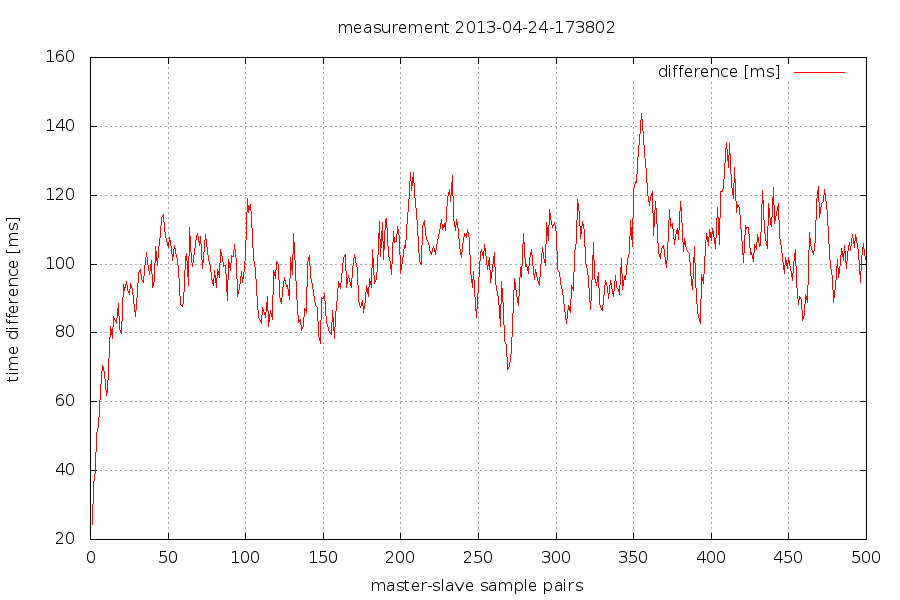 measurement 2013-04-24-173802
difference [ms]
time difference [ms]
160
140
120
100
80
60
40
20
0 50 100 150 200 250 300 350 400 450 500
master-slave sample pairs